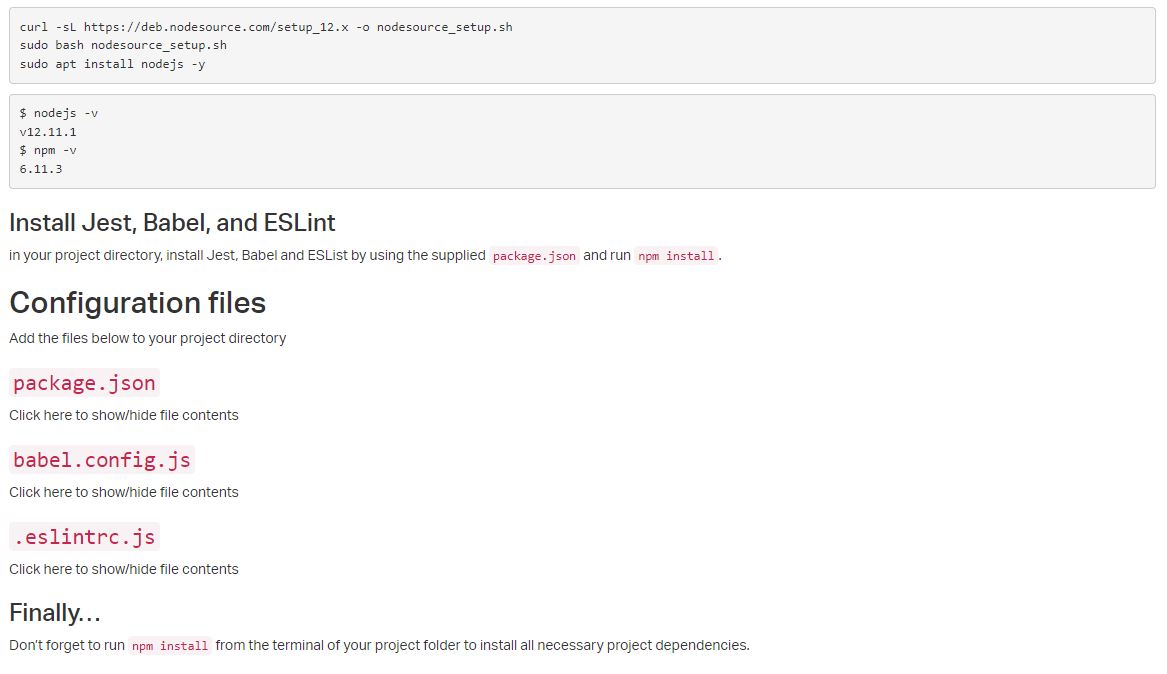 curl -sL https://deb.nodesource.com/setup_12.x -o nodesource_setup.sh
sudo bash nodesource_setup.sh
sudo apt install nodejs -y
$ nodejs -v
v12.11.1
$ npm -v
6.11.3
Install Jest, Babel, and ESLint
in your project directory, install Jest, Babel and ESList by using the supplied package.json and run npm install.
Configuration files
Add the files below to your project directory
package.json
Click here to show/hide file contents
babel.config.js
Click here to show/hide file contents
.eslintrc.js
Click here to show/hide file contents
Finally…
Don’t forget to run npm install from the terminal of your project folder to install all necessary project dependencies.